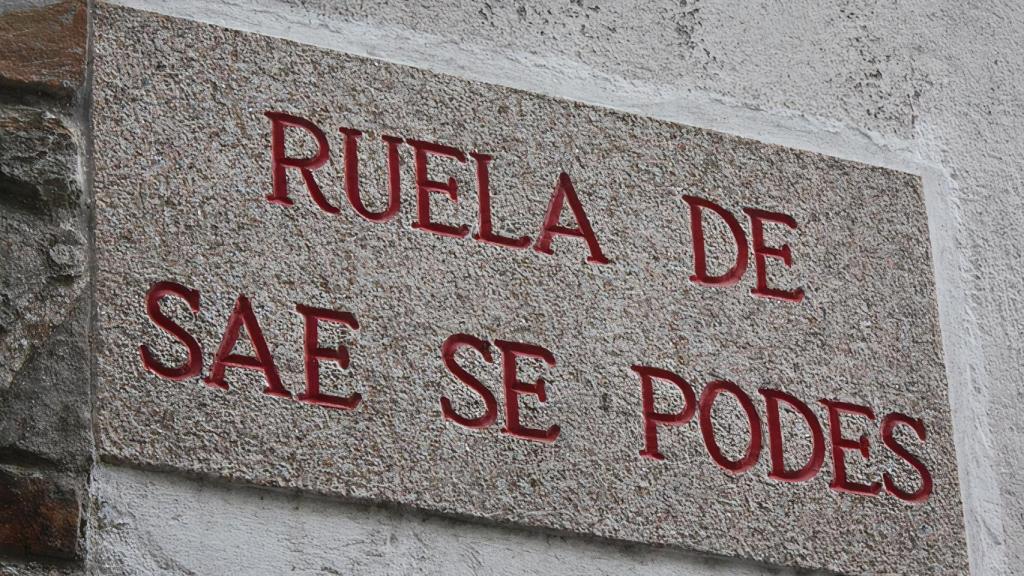 RUELA DE
SAE SE PODES